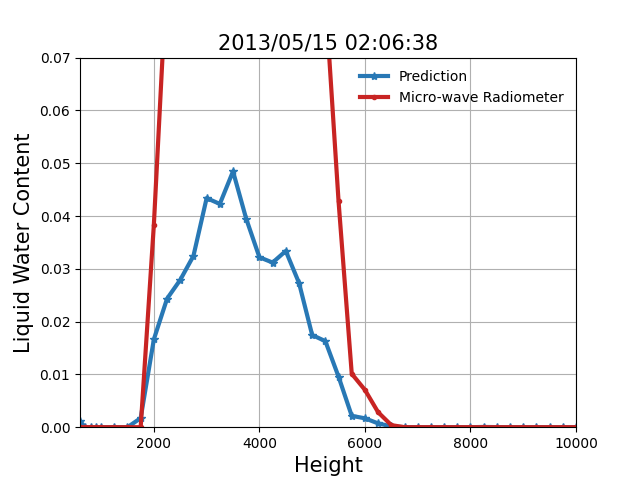 2013/05/15 02:06:38
0.07
0.06
0.05
0.04
0.03
0.02
0.01
0.00
Liquid Water Content
Prediction
Micro-wave Radiometer
2000 4000 6000 8000 10000
Height